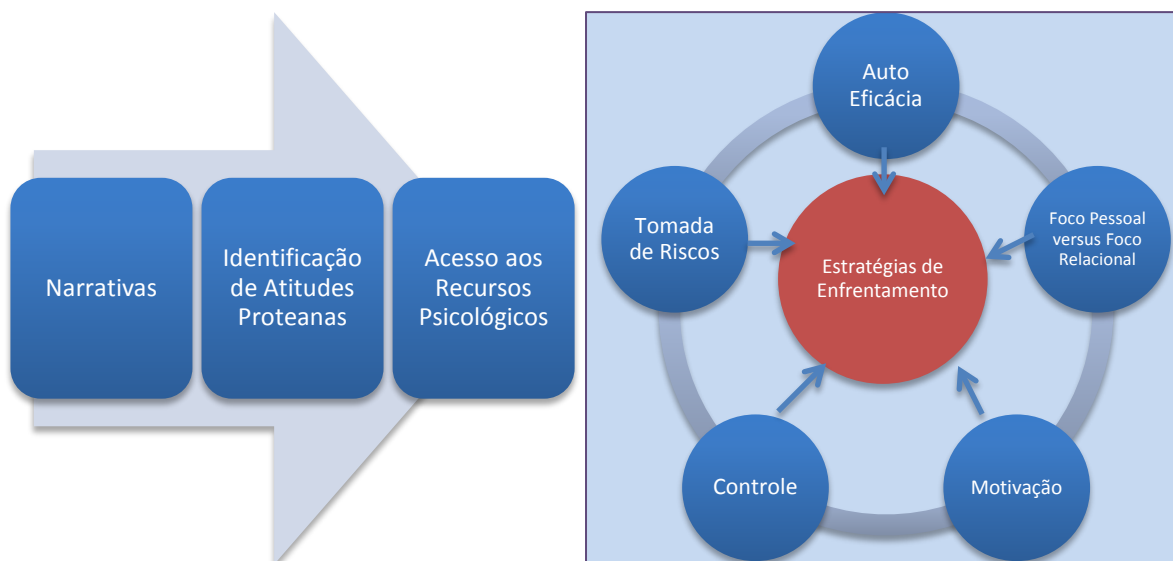 Narrativas
Identificação
de Atitudes
Proteanas
Acesso aos
Recursos
Psicológicos
Auto
Eficácia
Tomada
de Riscos
Foco Pessoal
versus Foco
Relacional
Estratégias de
Enfrentamento
Controle
Motivação